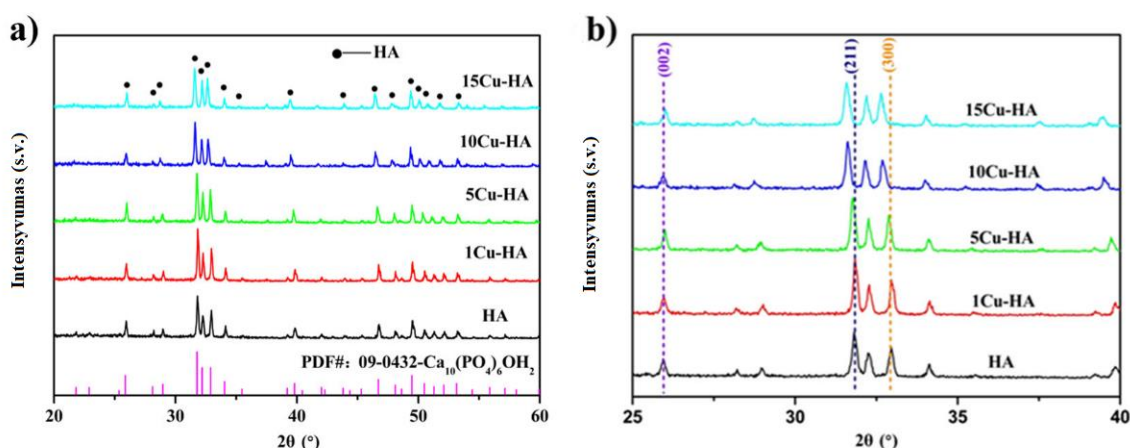 a)
HA
15Cu-HA
10Cu-HA
5Cu-HA
1Cu-HA
HA
PDF#: 09-0432-Ca10(PO4)6OH2
Intensyvumas (s.v.)
20 30 40 50 60
2θ (°)
b)
(002) (211) (300)
15Cu-HA
10Cu-HA
5Cu-HA
1Cu-HA
HA
Intensyvumas (s.v.)
25 30 35 40
2θ (°)